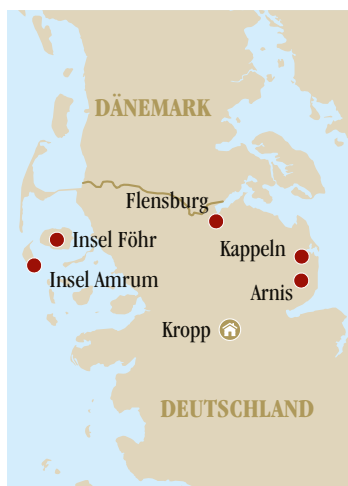 DÄNEMARK
Flensburg
Insel Föhr
Kappeln
Insel Amrum
Arnis
Kropp
DEUTSCHLAND